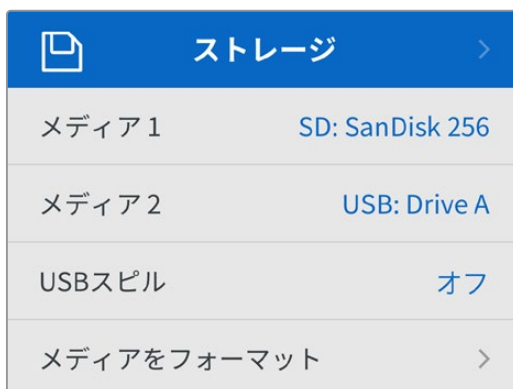 ストレージ
メディア1 SD: SanDisk 256
メディア2 USB: Drive A
USBスピル オフ
メディアをフォーマット